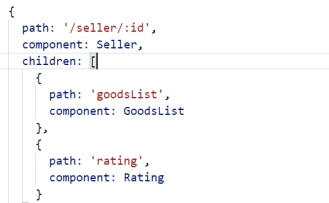 {
path: '/seller/:id',
component: Seller,
children: [
{
path: 'goodsList',
component: GoodsList
},
{
path: 'rating',
component: Rating
}